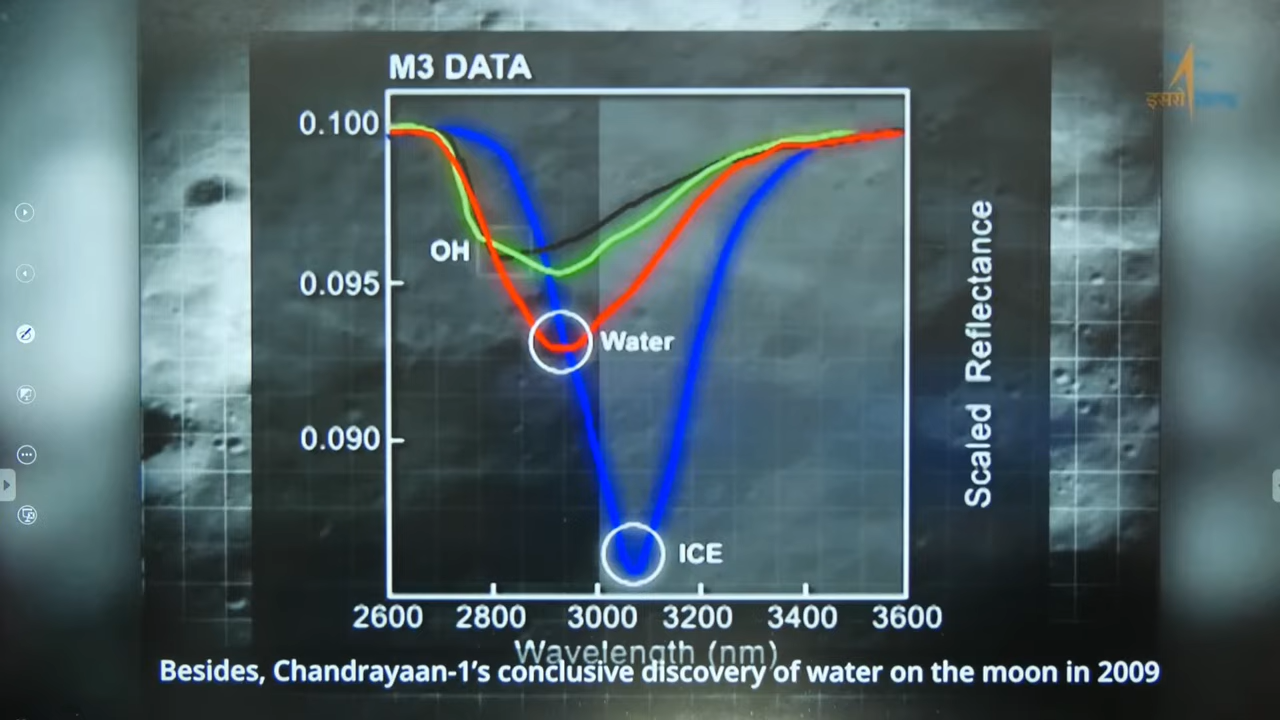 M3 DATA
इसरो
0.100
OH
0.095
Water
0.090
ICE
Scaled Reflectance
2600 2800 3000 3200 3400 3600
Wavelength (nm)
Besides, Chandrayaan-1's conclusive discovery of water on the moon in 2009